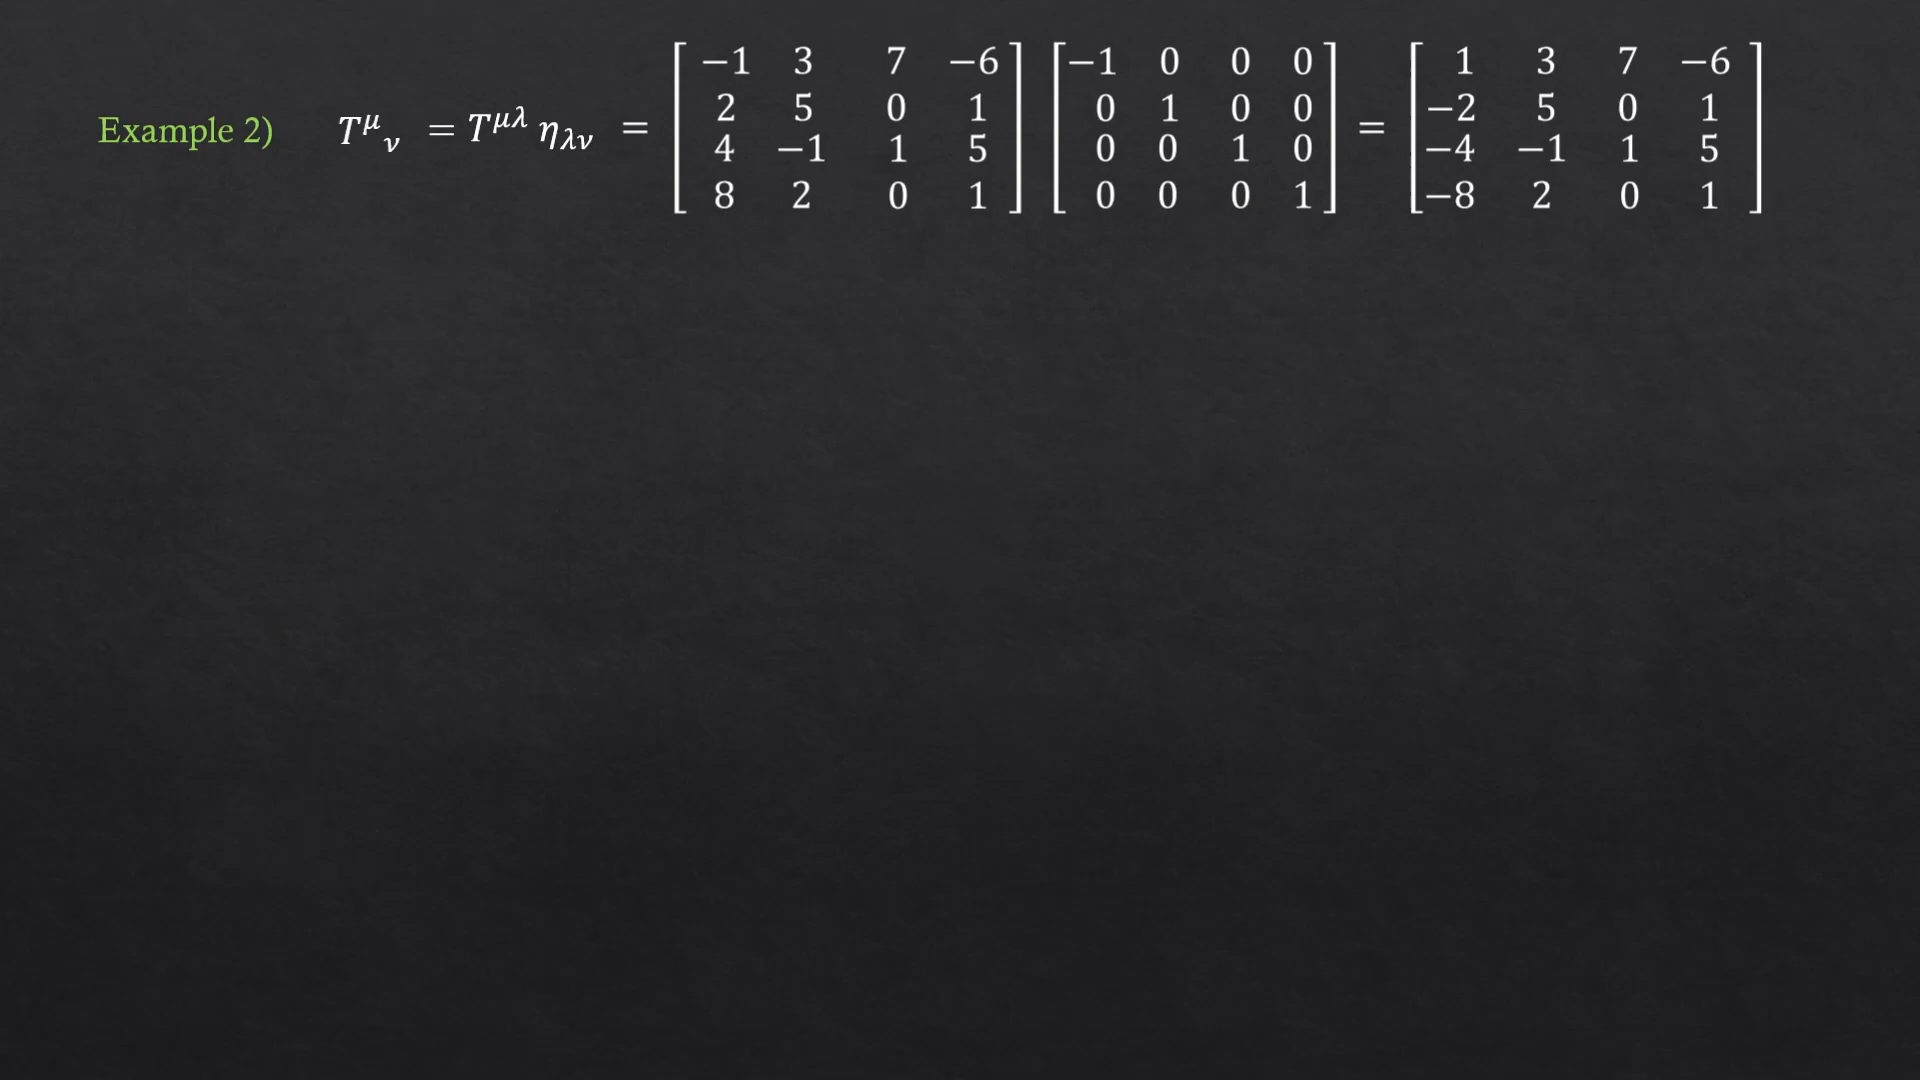 Example 2) T^μ_ν = T^{μλ} η_{λν} = [−1 3 7 −6; 2 5 0 1; 4 −1 1 5; 8 2 0 1] [−1 0 0 0; 0 1 0 0; 0 0 1 0; 0 0 0 1] = [1 3 7 −6; −2 5 0 1; −4 −1 1 5; −8 2 0 1]